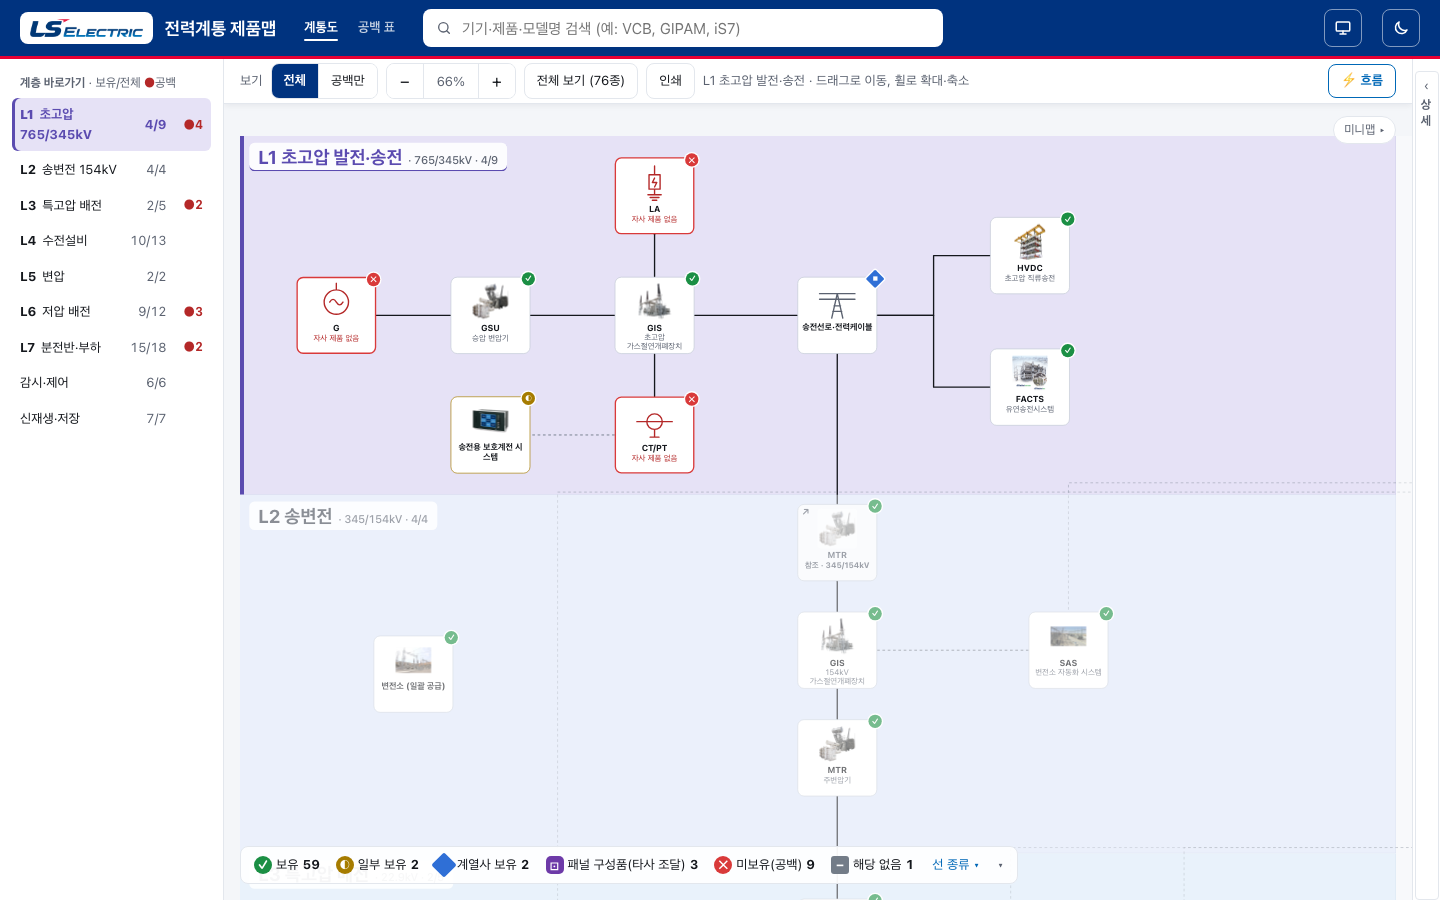 LS ELECTRIC 전력계통 제품맵 계통도 공백 표 기기·제품·모델명 검색 (예: VCB, GIPAM, iS7)
계층 바로가기 · 보유/전체 공백
L1 초고압
765/345kV 4/9 4
L2 송변전 154kV 4/4
L3 특고압 배전 2/5 2
L4 수전설비 10/13
L5 변압 2/2
L6 저압 배전 9/12 3
L7 분전반·부하 15/18 2
감시·제어 6/6
신재생·저장 7/7
보기 전체 공백만 − 66% + 전체 보기 (76종) 인쇄 L1 초고압 발전·송전 · 드래그로 이동, 휠로 확대·축소 ⚡ 흐름
‹
상
세
미니맵 ▸
L1 초고압 발전·송전 · 765/345kV · 4/9
LA
자사 제품 없음
HVDC
초고압 직류송전
G
자사 제품 없음
GSU
승압 변압기
GIS
초고압
가스절연개폐장치
송전선로·전력케이블
FACTS
유연송전시스템
송전용 보호계전 시
스템
CT/PT
자사 제품 없음
L2 송변전 · 345/154kV · 4/4
↗
MTR
참조 · 345/154kV
GIS
154kV
가스절연개폐장치
SAS
변전소 자동화 시스템
변전소 (일괄 공급)
MTR
주변압기
보유 59 일부 보유 2 계열사 보유 2 패널 구성품(타사 조달) 3 미보유(공백) 9 해당 없음 1 선 종류 ▾ ▾